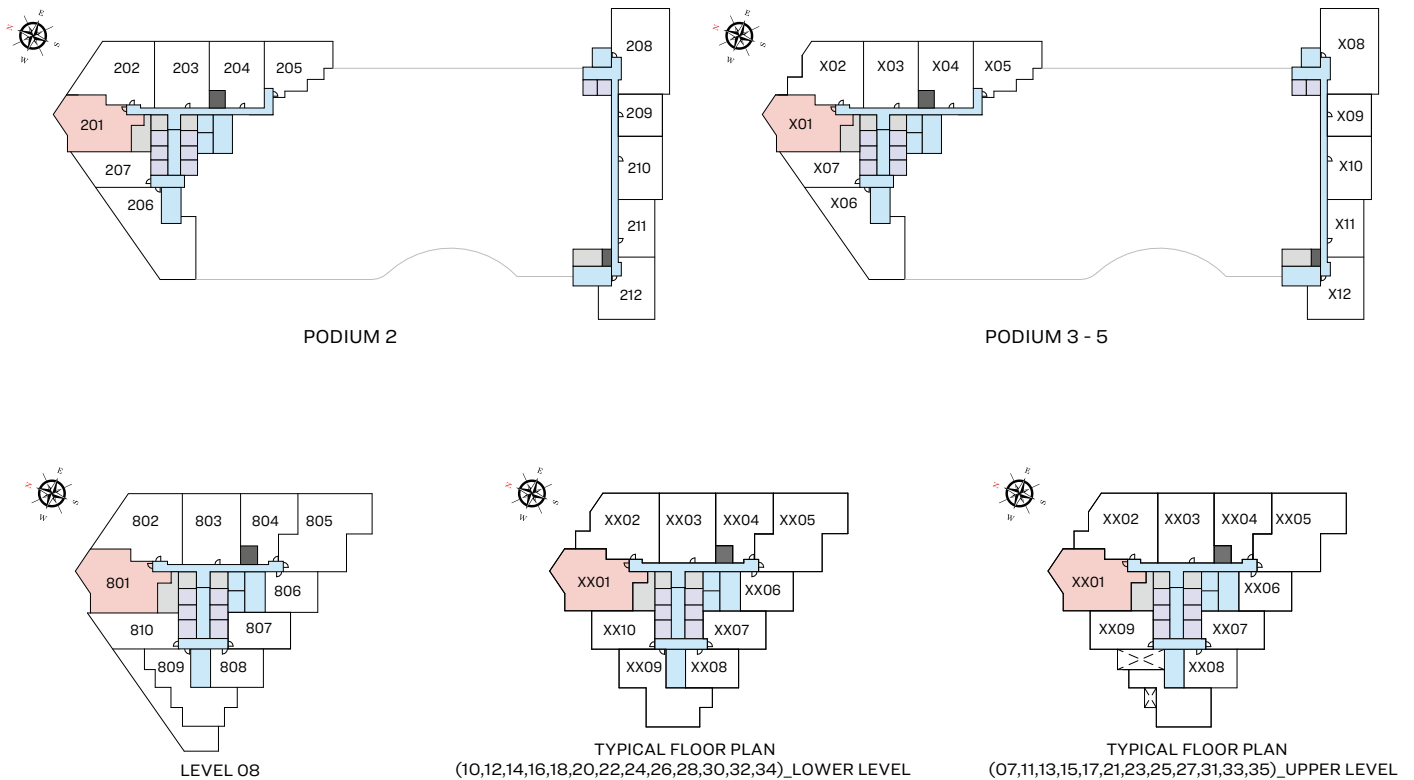 N E S W
202 203 204 205
201
207
206
208
209
210
211
212
PODIUM 2
N E S W
X02 X03 X04 X05
X01
X07
X06
X08
X09
X10
X11
X12
PODIUM 3 - 5
N E S W
802 803 804 805
801
806
810 807
809 808
LEVEL 08
N E S W
XX02 XX03 XX04 XX05
XX01
XX06
XX10 XX07
XX09 XX08
TYPICAL FLOOR PLAN
(10,12,14,16,18,20,22,24,26,28,30,32,34)_LOWER LEVEL
N E S W
XX02 XX03 XX04 XX05
XX01
XX06
XX09 XX07
XX08
TYPICAL FLOOR PLAN
(07,11,13,15,17,21,23,25,27,31,33,35)_UPPER LEVEL